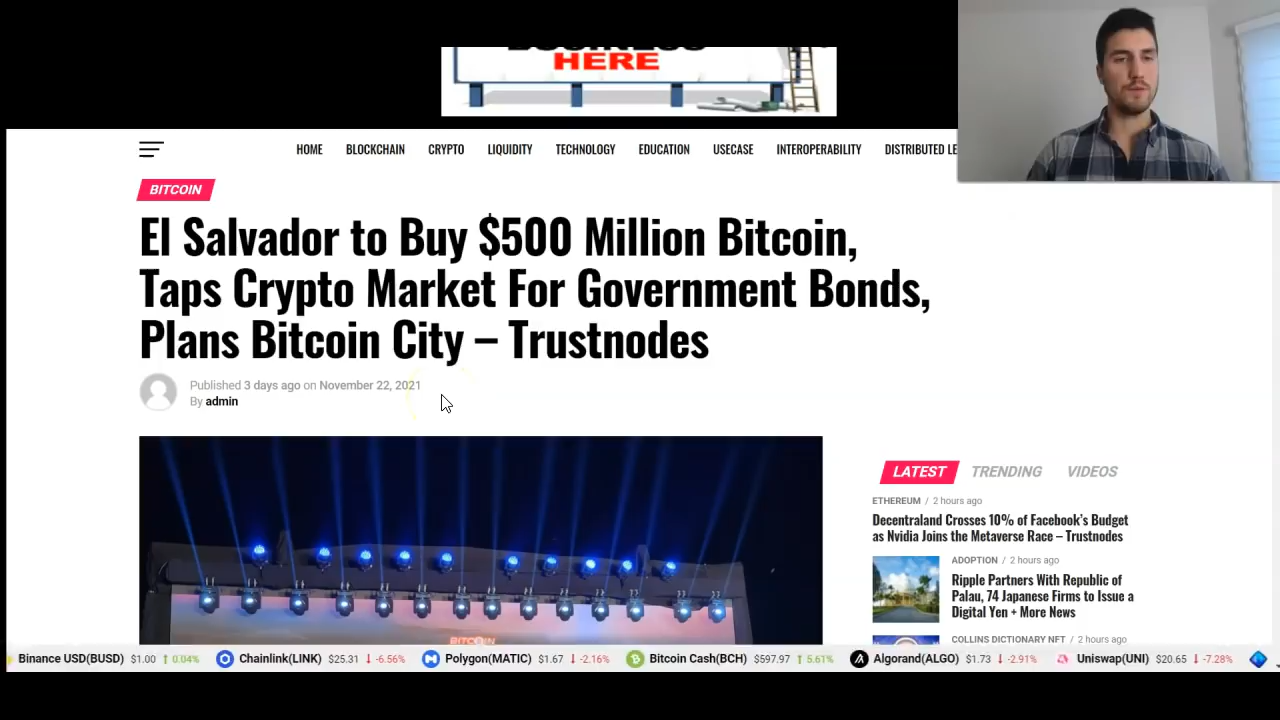 HERE
HOME BLOCKCHAIN CRYPTO LIQUIDITY TECHNOLOGY EDUCATION USECASE INTEROPERABILITY DISTRIBUTED LE
BITCOIN
El Salvador to Buy $500 Million Bitcoin,
Taps Crypto Market For Government Bonds,
Plans Bitcoin City – Trustnodes
Published 3 days ago on November 22, 2021
By admin
LATEST TRENDING VIDEOS
ETHEREUM / 2 hours ago
Decentraland Crosses 10% of Facebook's Budget
as Nvidia Joins the Metaverse Race – Trustnodes
ADOPTION / 2 hours ago
Ripple Partners With Republic of
Palau, 74 Japanese Firms to Issue a
Digital Yen + More News
COLLINS DICTIONARY NFT / 2 hours ago
BITCOIN
Binance USD(BUSD) $1.00 ↑ 0.04% Chainlink(LINK) $25.31 ↓ -6.56% Polygon(MATIC) $1.67 ↓ -2.16% Bitcoin Cash(BCH) $597.97 ↑ 5.61% Algorand(ALGO) $1.73 ↓ -2.91% Uniswap(UNI) $20.65 ↓ -7.28%